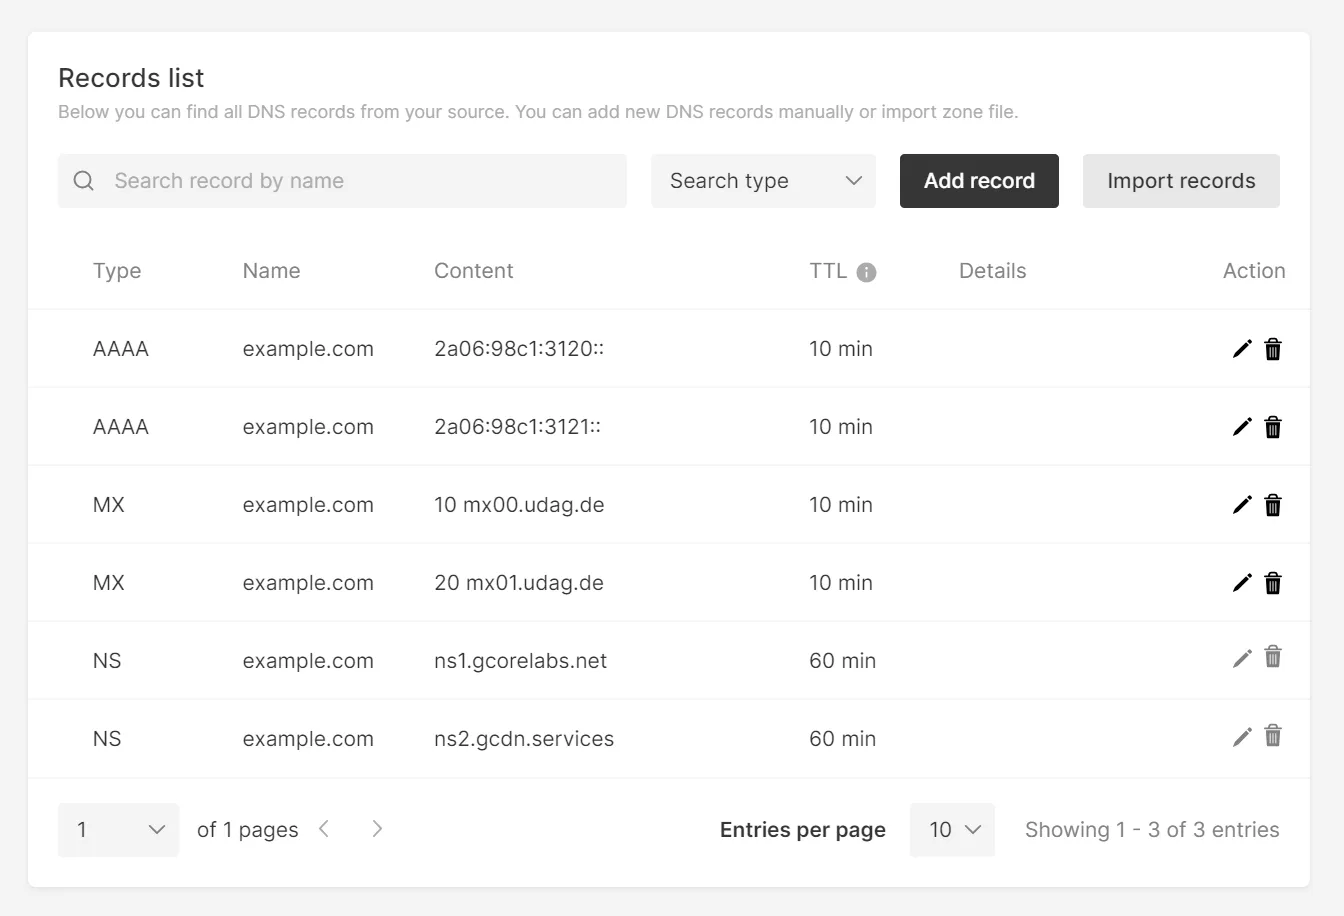 Records list
Below you can find all DNS records from your source. You can add new DNS records manually or import zone file.
Search record by name Search type Add record Import records
Type Name Content TTL Details Action
AAAA example.com 2a06:98c1:3120:: 10 min
AAAA example.com 2a06:98c1:3121:: 10 min
MX example.com 10 mx00.udag.de 10 min
MX example.com 20 mx01.udag.de 10 min
NS example.com ns1.gcorelabs.net 60 min
NS example.com ns2.gcdn.services 60 min
1 of 1 pages Entries per page 10 Showing 1 - 3 of 3 entries